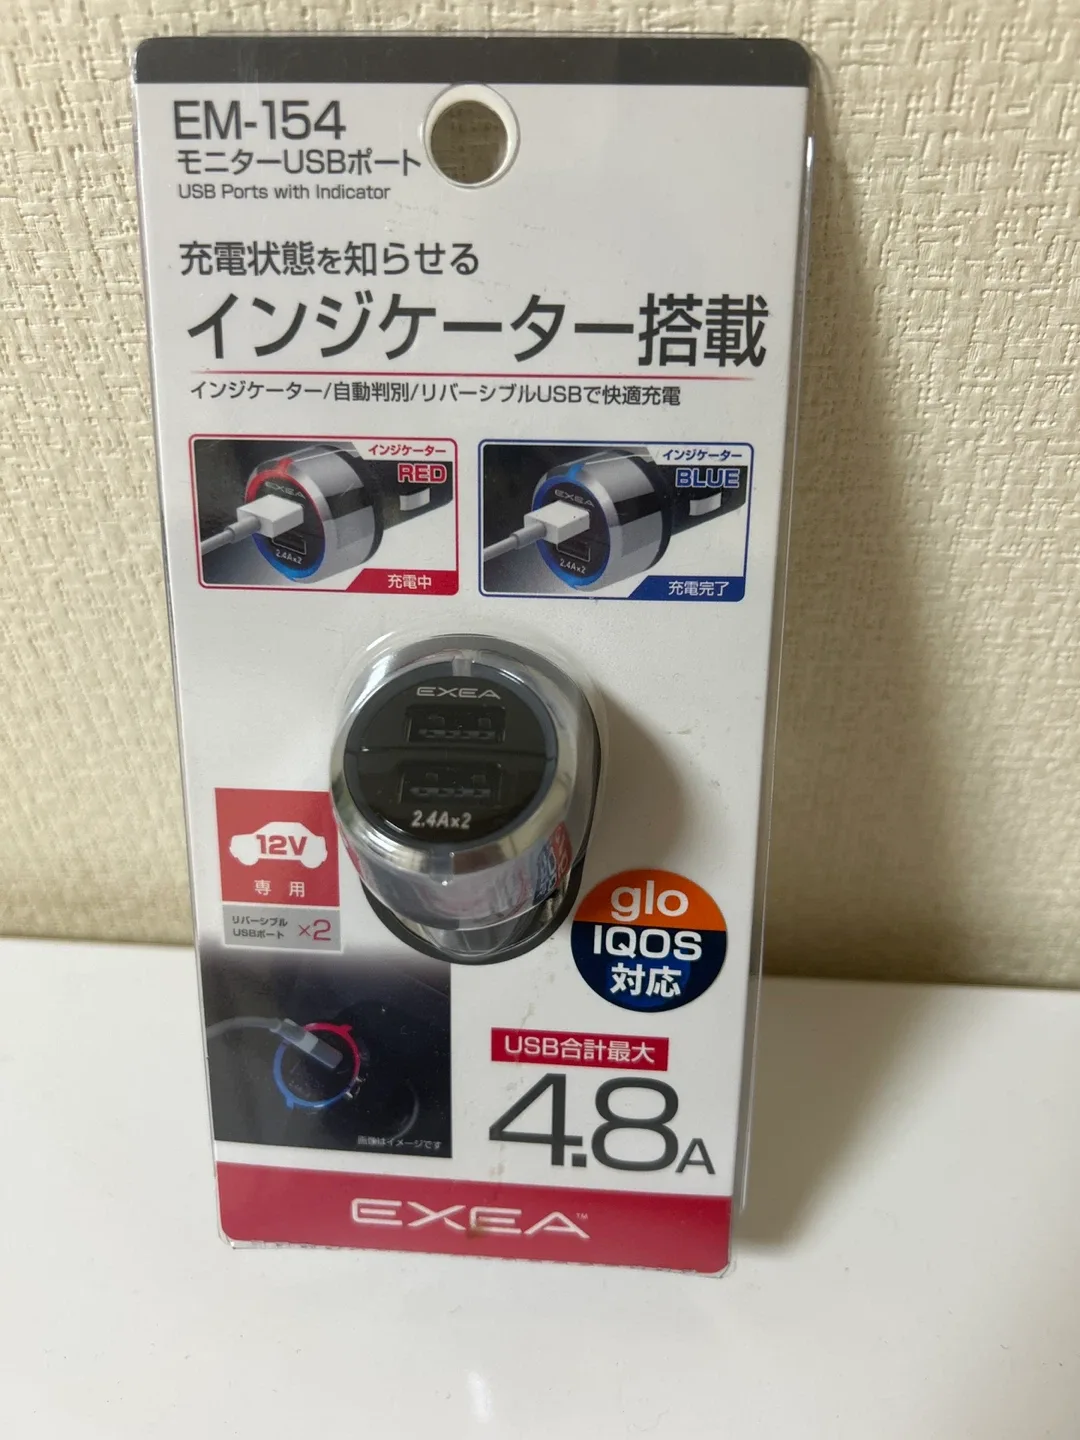 EM-154
モニターUSBポート
USB Ports with Indicator
充電状態を知らせる
インジケーター搭載
インジケーター/自動判別/リバーシブルUSBで快適充電
インジケーター
RED
EXEA
2.4A×2
充電中
インジケーター
BLUE
EXEA
2.4A×2
充電完了
EXEA
2.4A×2
12V
専用
リバーシブル
USBポート ×2
glo
IQOS
対応
画像はイメージです
USB合計最大
4.8A
EXEA™